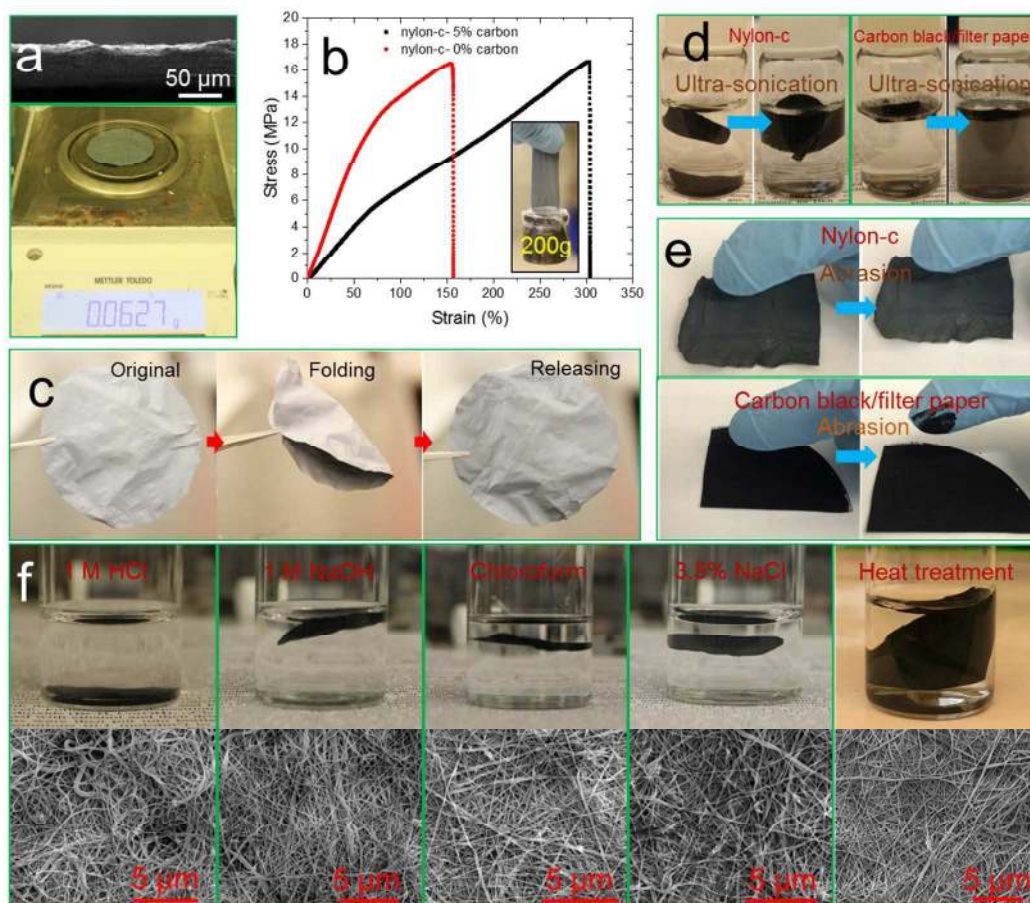 a
50 µm
METTLER TOLEDO
0.0627 g
b
nylon-c- 5% carbon
nylon-c- 0% carbon
Stress (MPa)
18
16
14
12
10
8
6
4
2
0
0 50 100 150 200 250 300 350
Strain (%)
200g
c
Original
Folding
Releasing
d
Nylon-c
Ultra-sonication
Carbon black/filter paper
Ultra-sonication
e
Nylon-c
Abrasion
Carbon black/filter paper
Abrasion
f
1 M HCl
1 M NaOH
Chloroform
3.5% NaCl
Heat treatment
5 µm
5 µm
5 µm
5 µm
5 µm